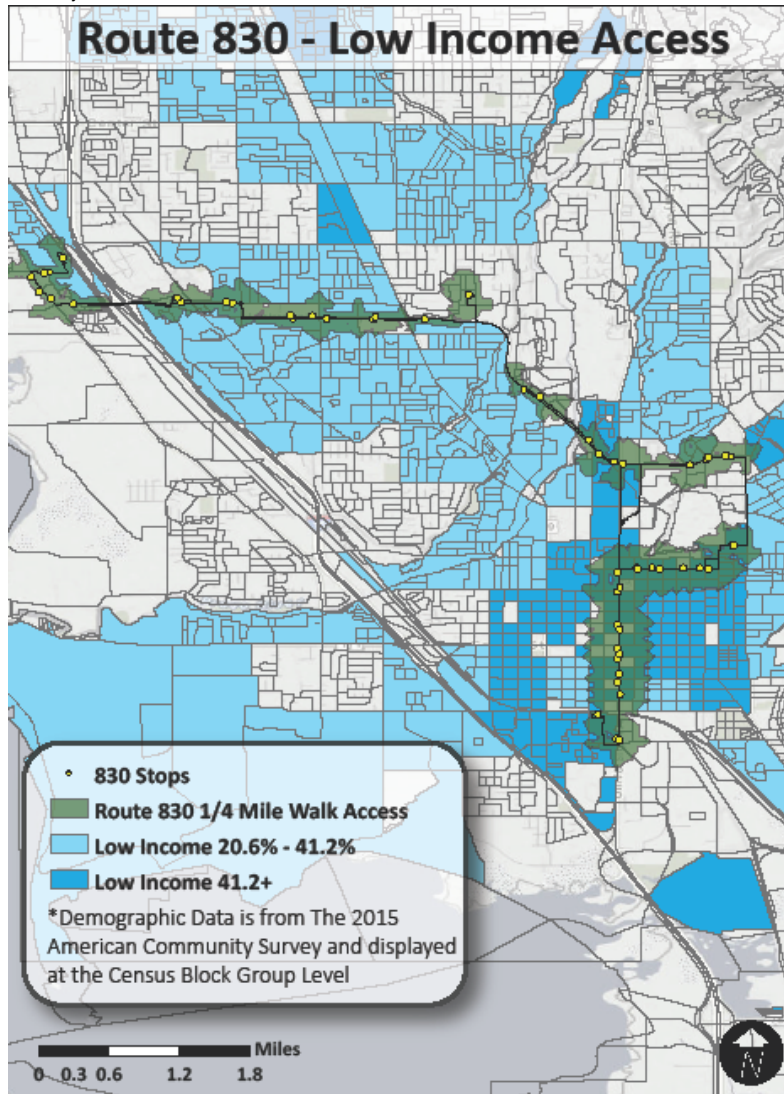 Route 830 - Low Income Access
830 Stops
Route 830 1/4 Mile Walk Access
Low Income 20.6% - 41.2%
Low Income 41.2+
*Demographic Data is from The 2015
American Community Survey and displayed
at the Census Block Group Level
Miles
0 0.3 0.6 1.2 1.8
N